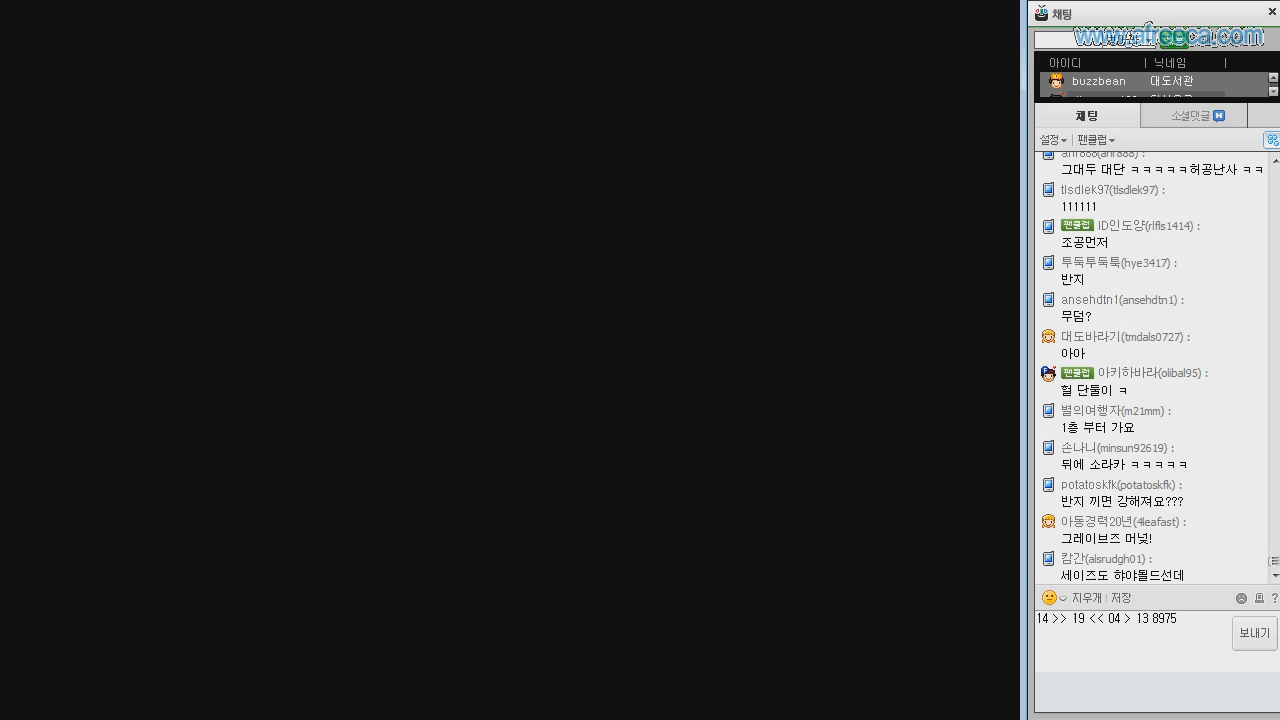 채팅
www.afreeca.com
아이디 | 닉네임 |
buzzbean 대도서관
채팅 소셜댓글 N
설정 | 팬클럽
anr888(anr888) :
그대두 대단 ㅋㅋㅋㅋㅋ허공난사 ㅋㅋ
tlsdlek97(tlsdlek97) :
111111
팬클럽 ID인도양(rlfls1414) :
조공먼저
투둑투둑툭(hye3417) :
반지
ansehdtn1(ansehdtn1) :
무덤?
대도바라기(tmdals0727) :
아아
팬클럽 아키하바라(olibal95) :
헐 단둘이 ㅋ
별의여행자(m21mm) :
1층 부터 가요
손나니(minsun92619) :
뒤에 소라카 ㅋㅋㅋㅋㅋ
potatoskfk(potatoskfk) :
반지 끼면 강해져요???
아동경력20년(4leafast) :
그레이브즈 머넞!
캄간(alsrudgh01) :
세이즈도 햐야될드선데
지우개 | 저장 ?
14 >> 19 << 04 > 13 8975
보내기